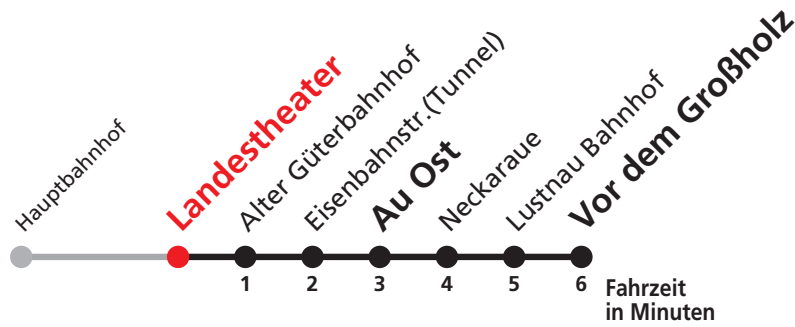 Hauptbahnhof
Landestheater
Alter Güterbahnhof
Eisenbahnstr.(Tunnel)
Au Ost
Neckaraue
Lustnau Bahnhof
Vor dem Großholz
1 2 3 4 5 6
Fahrzeit
in Minuten